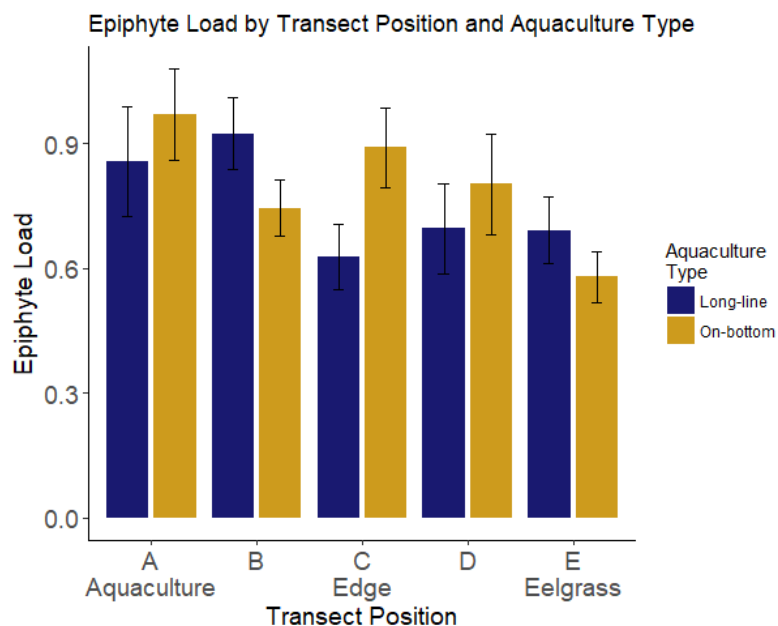 Epiphyte Load by Transect Position and Aquaculture Type
Epiphyte Load
0.9
0.6
0.3
0.0
A B C D E
Aquaculture Edge Eelgrass
Transect Position
Aquaculture
Type
Long-line
On-bottom